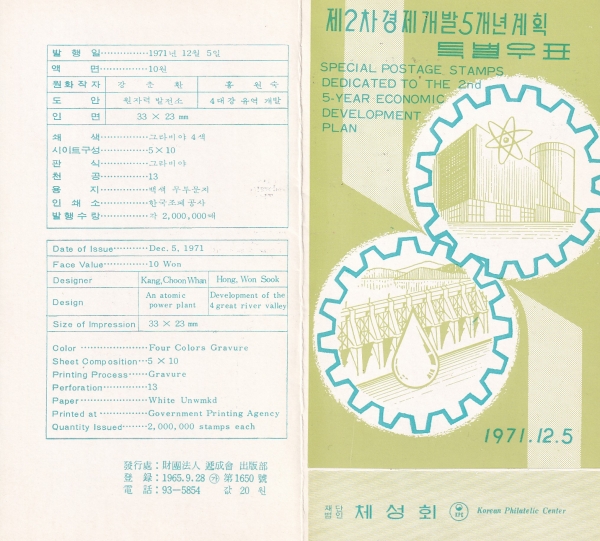 발행일 1971년 12월 5일
액면 10원
원화작자 강춘환 홍원숙
도안 원자력 발전소 4대강 유역 개발
인면 33 × 23 mm
쇄색 그라비아 4색
시이트구성 5×10
판식 그라비아
천공 13
용지 백색 무투문지
인쇄소 한국조폐공사
발행수량 각 2,000,000매
Date of Issue Dec. 5, 1971
Face Value 10 Won
Designer Kang, Choon Whan Hong, Won Sook
Design An atomic power plant Development of the 4 great river valley
Size of Impression 33 × 23 mm
Color Four Colors Gravure
Sheet Composition 5 × 10
Printing Process Gravure
Perforation 13
Paper White Unwmkd
Printed at Government Printing Agency
Quantity Issued 2,000,000 stamps each
發行處: 財團法人 遞成會 出版部
登錄: 1965.9.28 ㉮ 第1650號
電話: 93-5854 값 20 원
제2차경제개발5개년계획
특별우표
SPECIAL POSTAGE STAMPS
DEDICATED TO THE 2nd
5-YEAR ECONOMIC
DEVELOPMENT
PLAN
1971.12.5
재단법인 체성회 KPC Korean Philatelic Center